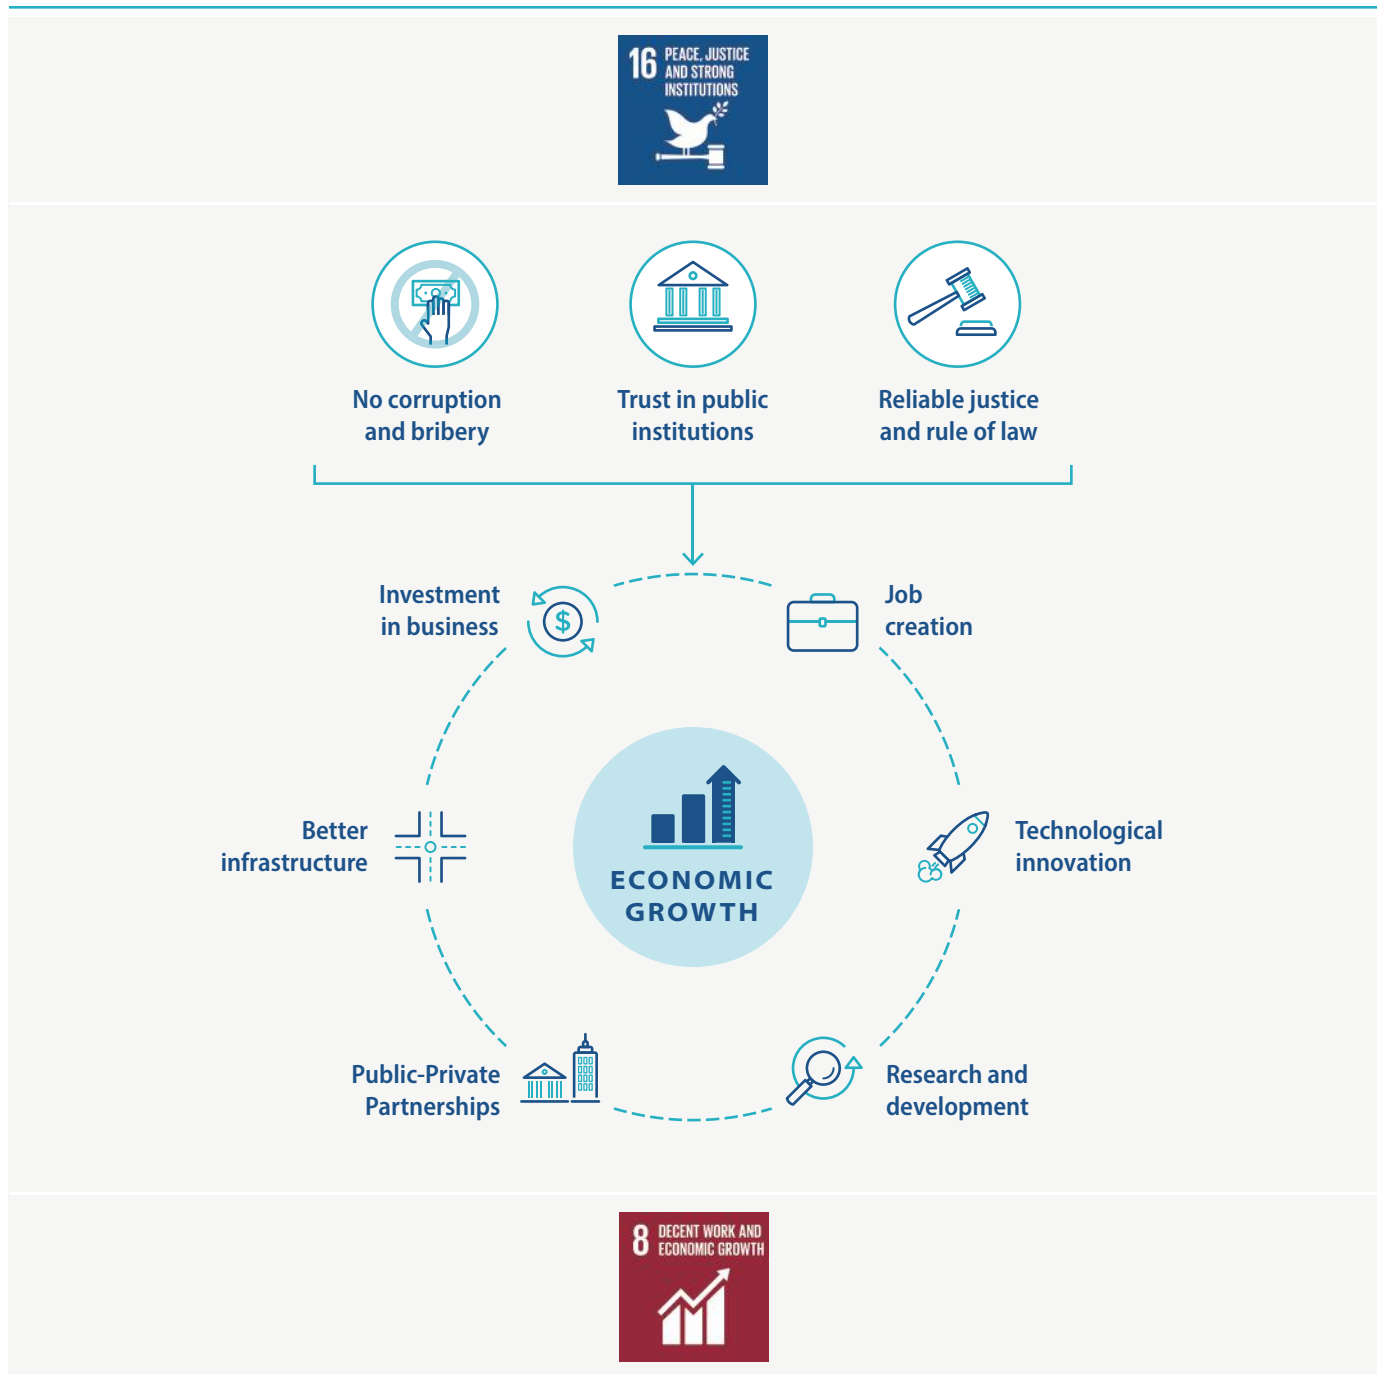 16 PEACE, JUSTICE
AND STRONG
INSTITUTIONS
No corruption
and bribery
Trust in public
institutions
Reliable justice
and rule of law
Investment
in business
$
Job
creation
Better
infrastructure
ECONOMIC
GROWTH
Technological
innovation
Public-Private
Partnerships
Research and
development
8 DECENT WORK AND
ECONOMIC GROWTH